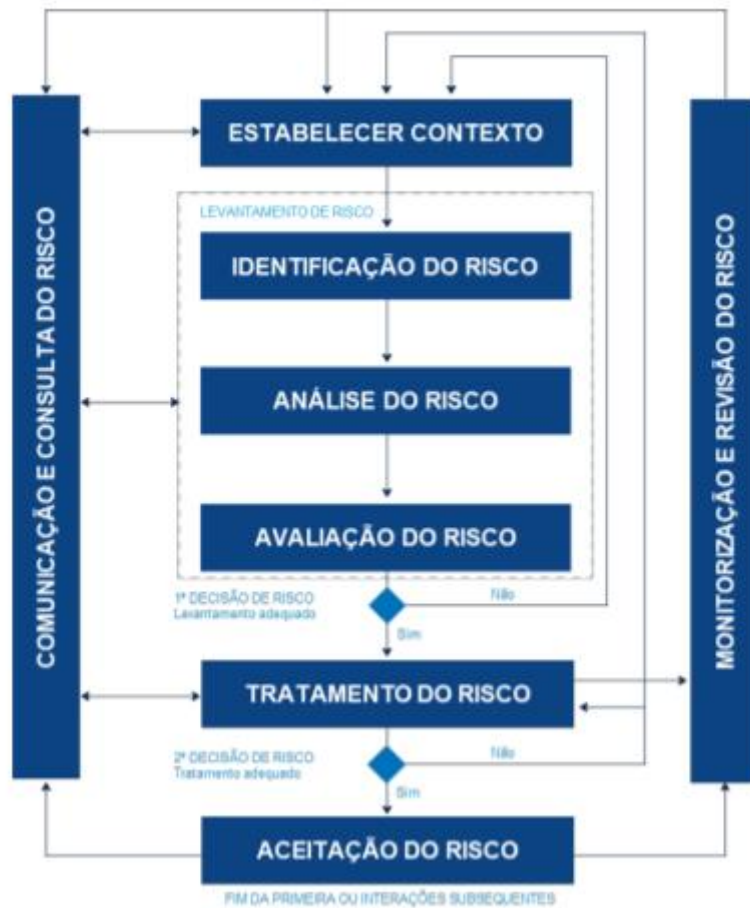 ESTABELECER CONTEXTO
LEVANTAMENTO DE RISCO
IDENTIFICAÇÃO DO RISCO
ANÁLISE DO RISCO
AVALIAÇÃO DO RISCO
1ª DECISÃO DE RISCO
Levantamento adequado
Não
Sim
TRATAMENTO DO RISCO
2ª DECISÃO DE RISCO
Tratamento adequado
Não
Sim
ACEITAÇÃO DO RISCO
FIM DA PRIMEIRA OU INTERAÇÕES SUBSEQUENTES
COMUNICAÇÃO E CONSULTA DO RISCO
MONITORIZAÇÃO E REVISÃO DO RISCO